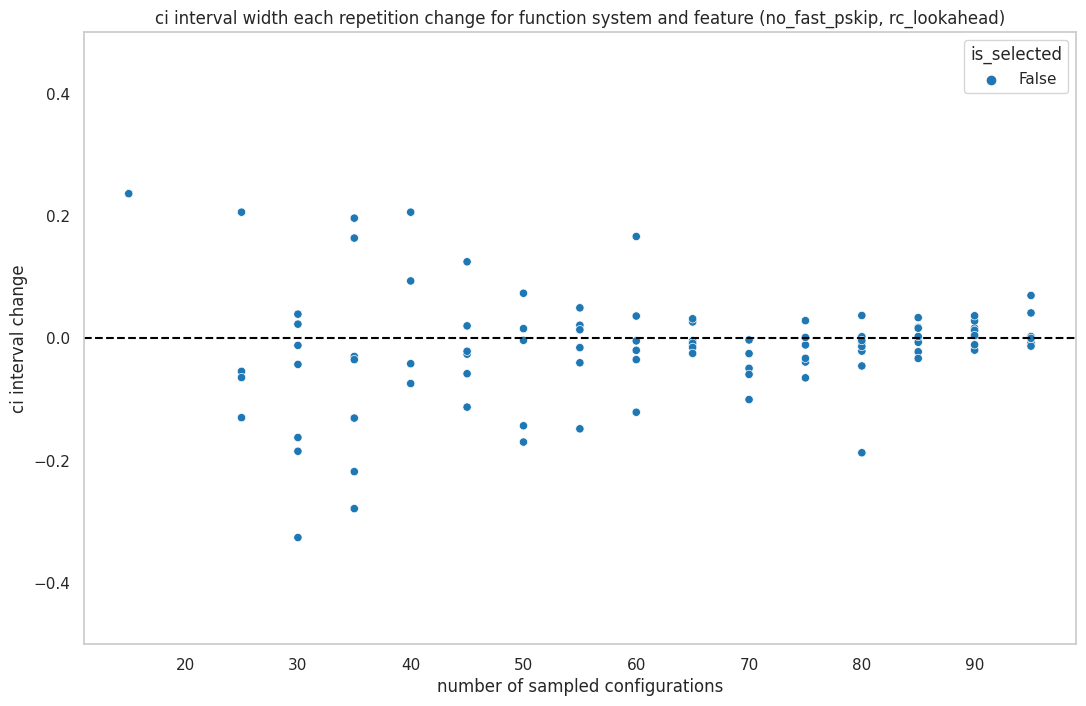 ci interval width each repetition change for function system and feature (no_fast_pskip, rc_lookahead)
is_selected
False
ci interval change
0.4
0.2
0.0
−0.2
−0.4
20 30 40 50 60 70 80 90
number of sampled configurations